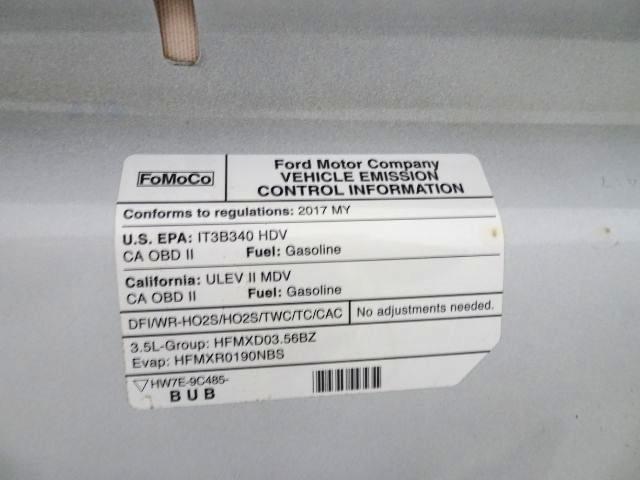 FoMoCo
Ford Motor Company
VEHICLE EMISSION
CONTROL INFORMATION
Conforms to regulations: 2017 MY
U.S. EPA: IT3B340 HDV
CA OBD II Fuel: Gasoline
California: ULEV II MDV
CA OBD II Fuel: Gasoline
DFI/WR-HO2S/HO2S/TWC/TC/CAC No adjustments needed.
3.5L-Group: HFMXD03.56BZ
Evap: HFMXR0190NBS
HW7E-9C485-
BUB